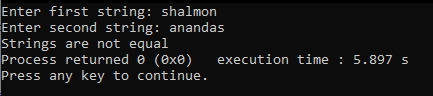 Enter first string: shalmon
Enter second string: anandas
Strings are not equal
Process returned 0 (0x0)   execution time : 5.897 s
Press any key to continue.